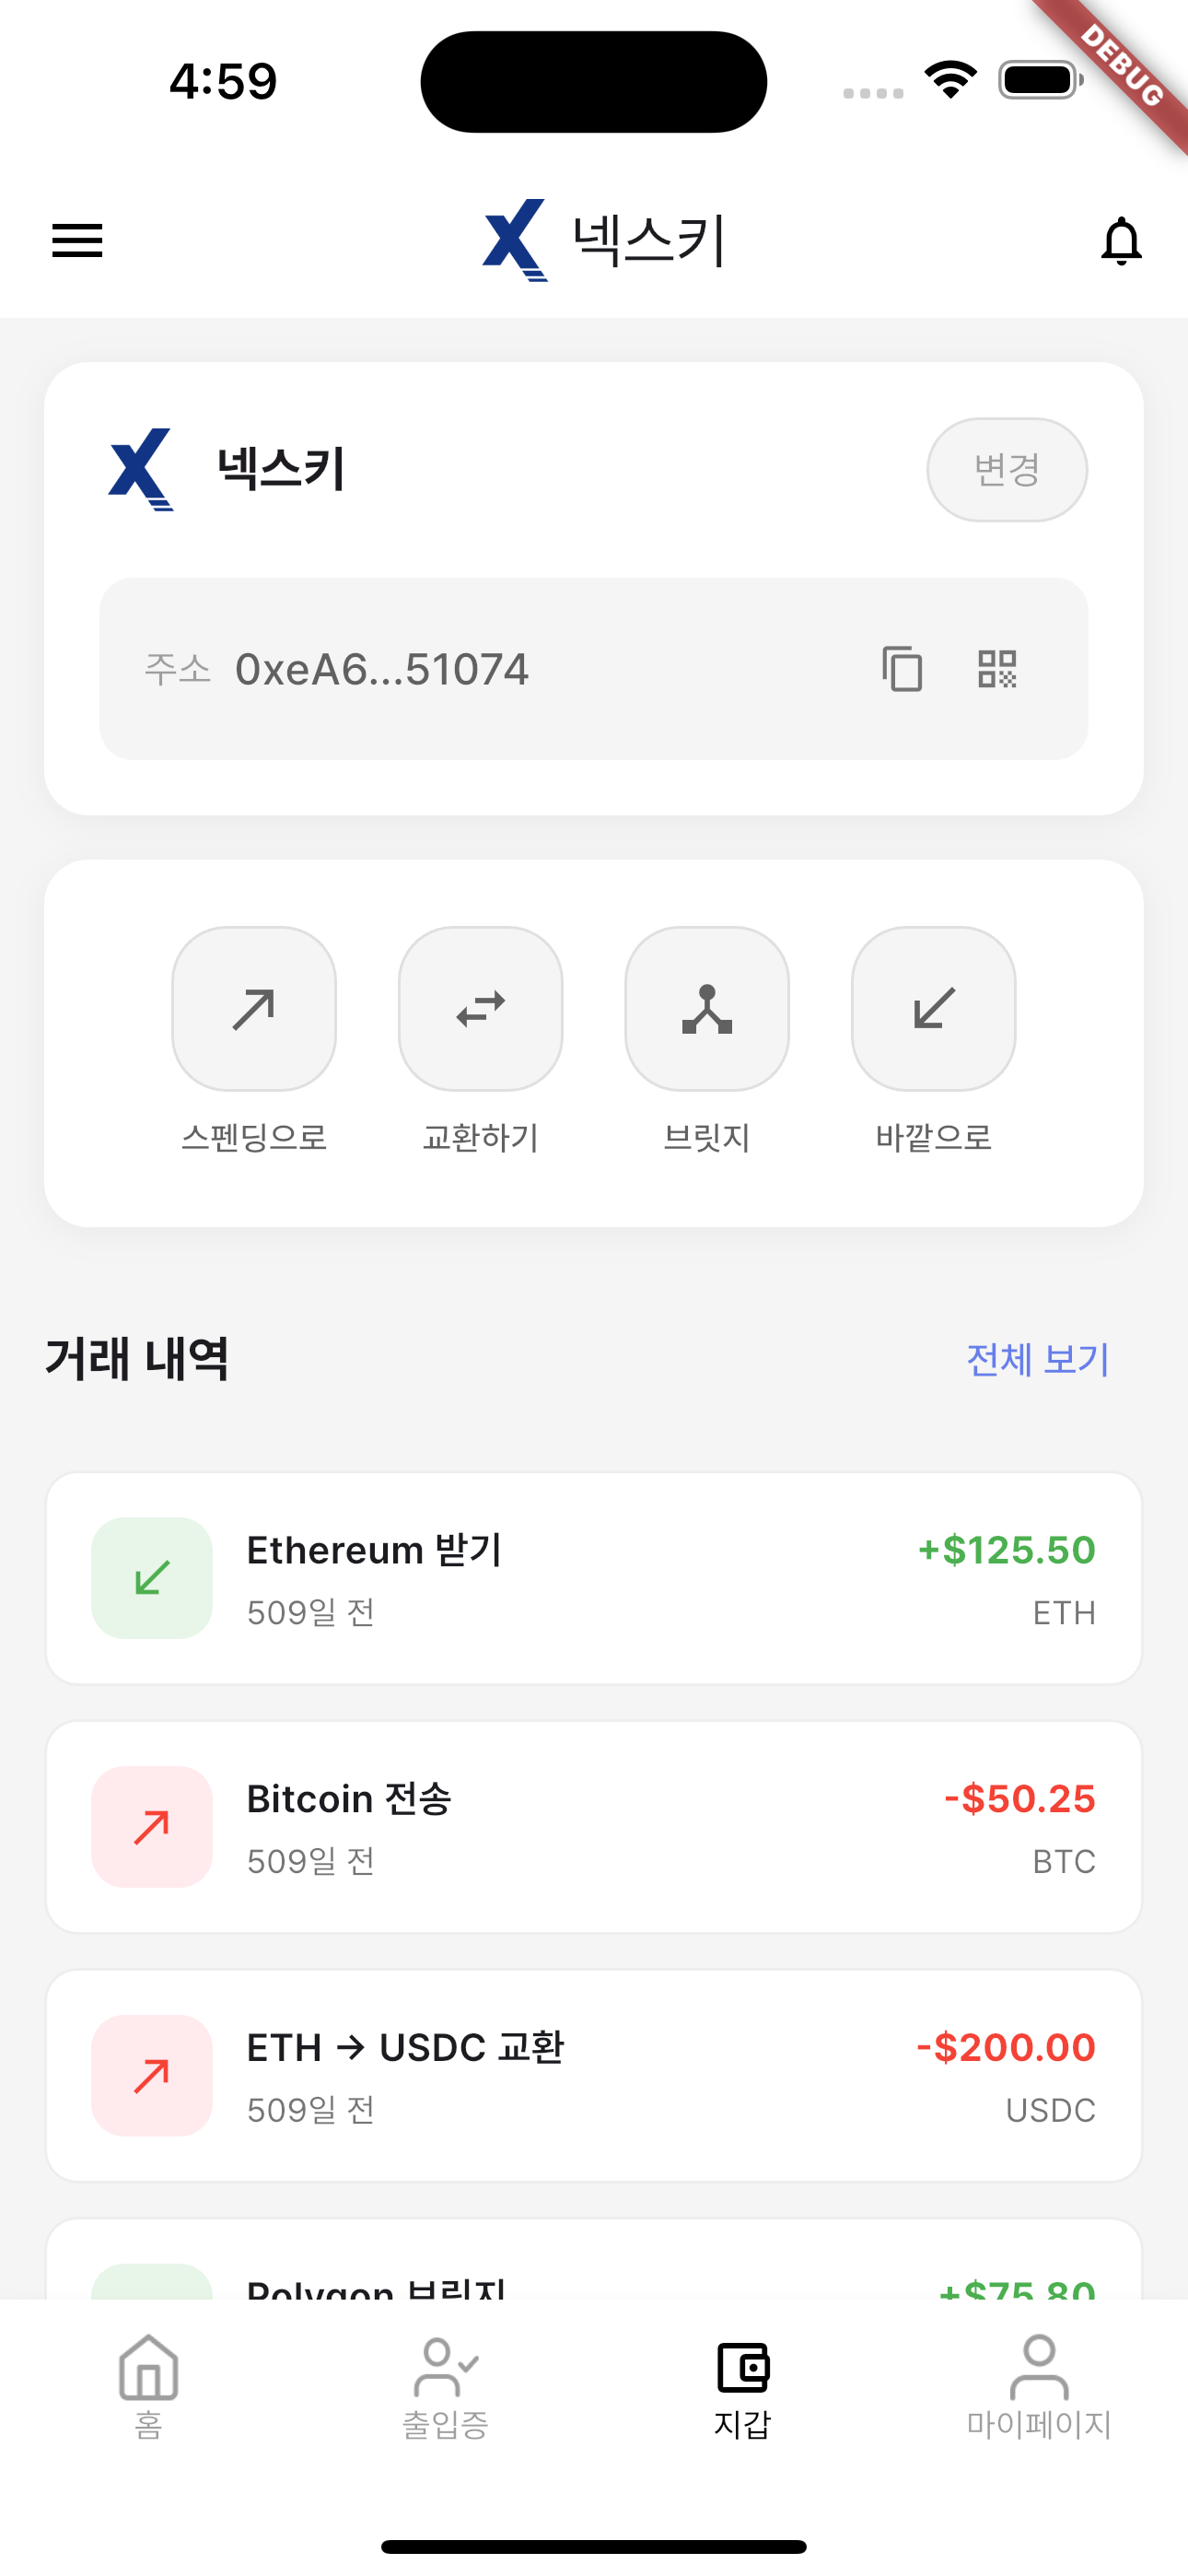 4:59
DEBUG
넥스키
넥스키
변경
주소 0xeA6...51074
스펜딩으로
교환하기
브릿지
바깥으로
거래 내역
전체 보기
Ethereum 받기
+$125.50
509일 전
ETH
Bitcoin 전송
-$50.25
509일 전
BTC
ETH → USDC 교환
-$200.00
509일 전
USDC
Polygon 브릿지
+$75.80
홈
출입증
지갑
마이페이지